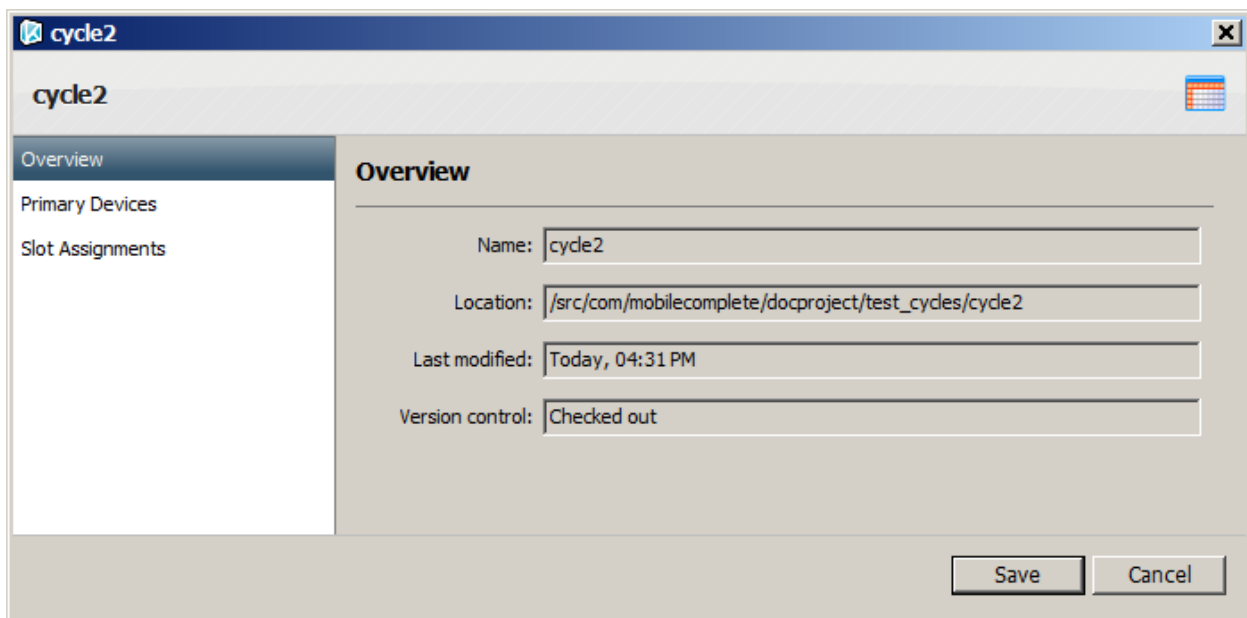 cycle2
cycle2
Overview
Primary Devices
Slot Assignments
Overview
Name: cycle2
Location: /src/com/mobilecomplete/docproject/test_cycles/cycle2
Last modified: Today, 04:31 PM
Version control: Checked out
Save Cancel